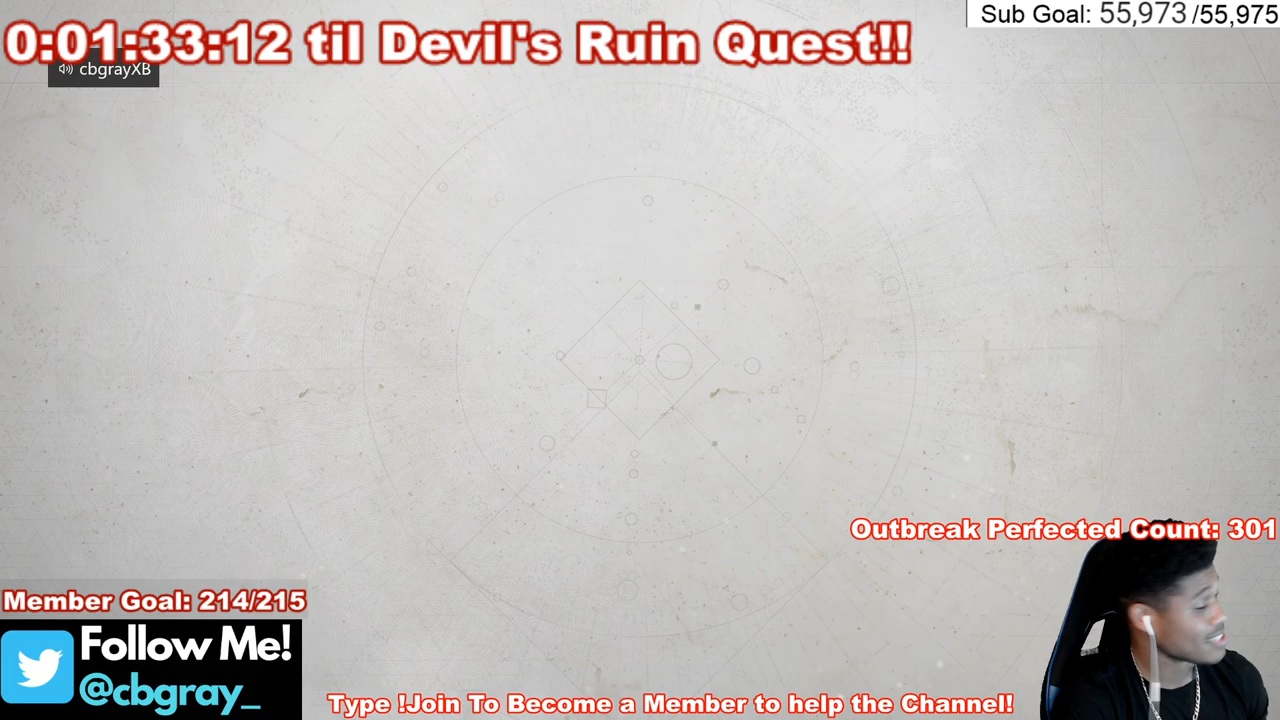 Sub Goal: 55,973 /55,975
0:01:33:12 til Devil's Ruin Quest!!
cbgrayXB
Outbreak Perfected Count: 301
Member Goal: 214/215
Follow Me!
@cbgray_
Type !Join To Become a Member to help the Channel!